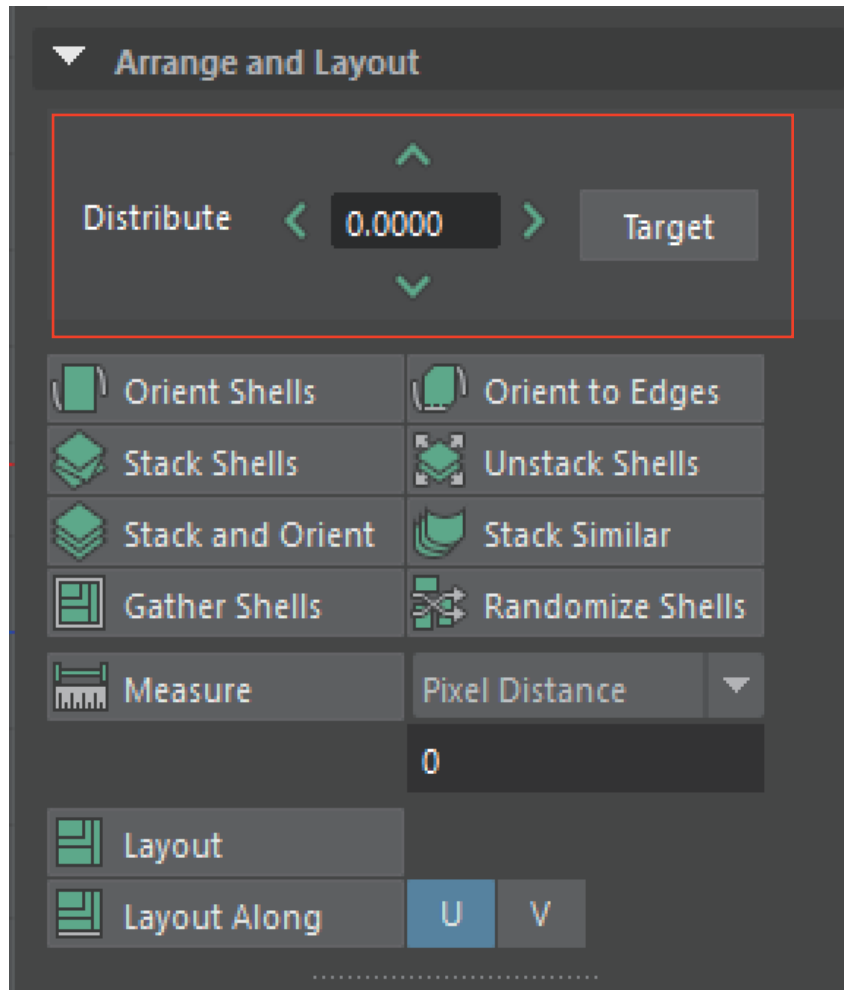 Arrange and Layout
Distribute 0.0000 Target
Orient Shells Orient to Edges
Stack Shells Unstack Shells
Stack and Orient Stack Similar
Gather Shells Randomize Shells
Measure Pixel Distance
0
Layout
Layout Along U V